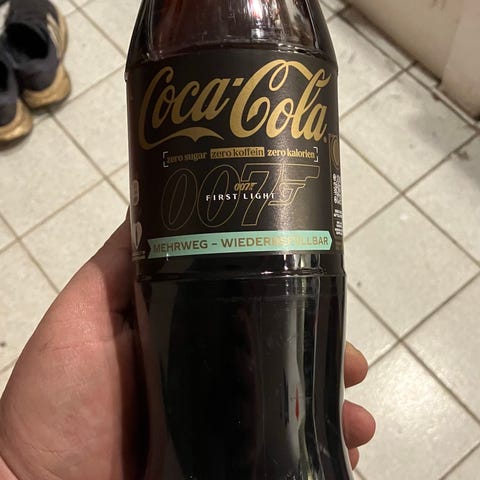 Coca-Cola
zero sugar zero koffein zero kalorien
007
007
FIRST LIGHT
MEHRWEG – WIEDERBEFÜLLBAR